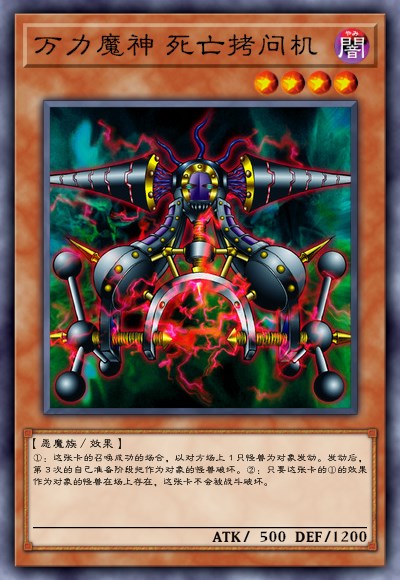 万力魔神 死亡拷问机
やみ
闇
【恶魔族／效果】
①：这张卡的召唤成功的场合，以对方场上1只怪兽为对象发动。发动后，
第3次的自己准备阶段把作为对象的怪兽破坏。②：只要这张卡的①的效果
作为对象的怪兽在场上存在，这张卡不会被战斗破坏。
ATK/ 500 DEF/1200